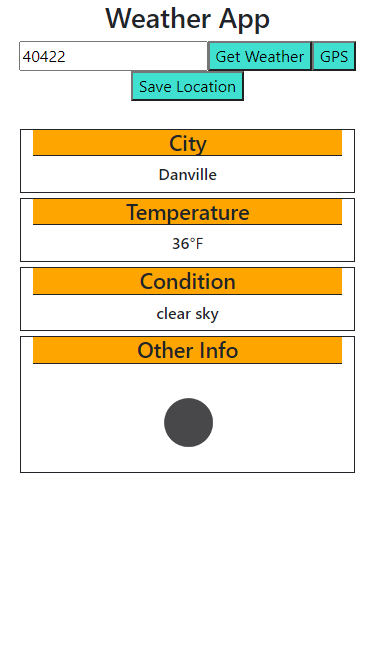 Weather App
40422 Get Weather GPS
Save Location
City
Danville
Temperature
36°F
Condition
clear sky
Other Info